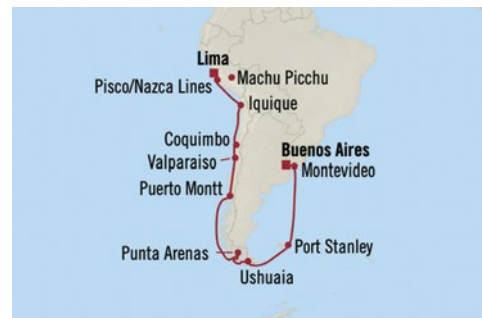 Lima
Pisco/Nazca Lines
Machu Picchu
Iquique
Coquimbo
Valparaiso
Buenos Aires
Montevideo
Puerto Montt
Port Stanley
Punta Arenas
Ushuaia